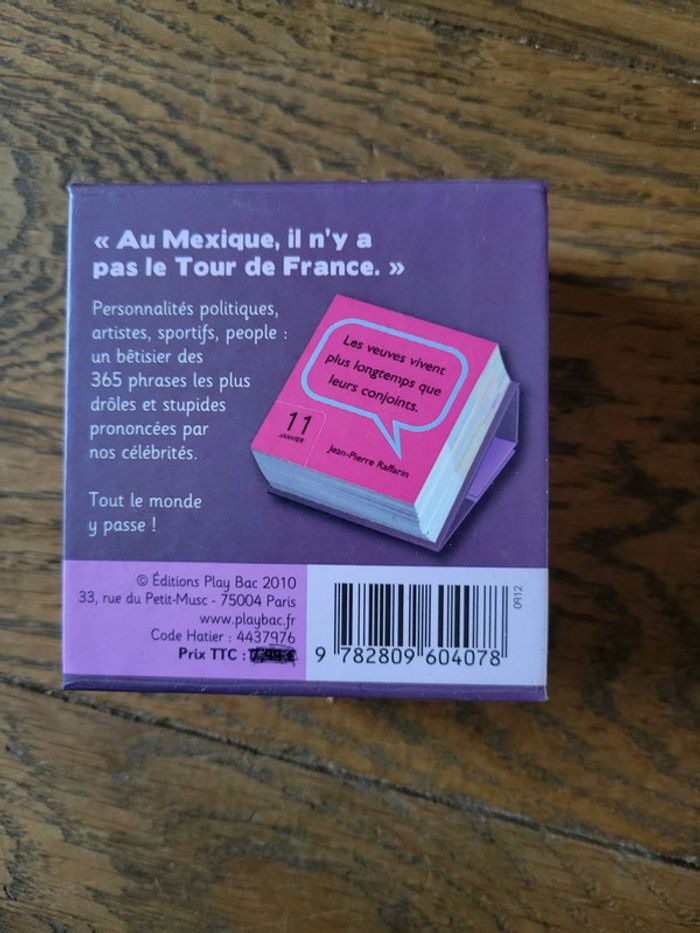 « Au Mexique, il n'y a
pas le Tour de France. »
Personnalités politiques,
artistes, sportifs, people :
un bêtisier des
365 phrases les plus
drôles et stupides
prononcées par
nos célébrités.
Tout le monde
y passe !
Les veuves vivent
plus longtemps que
leurs conjoints.
11
JANVIER
Jean-Pierre Raffarin
© Éditions Play Bac 2010
33, rue du Petit-Musc - 75004 Paris
www.playbac.fr
Code Hatier : 4437976
Prix TTC : 7,99 €
9 782809 604078
0912